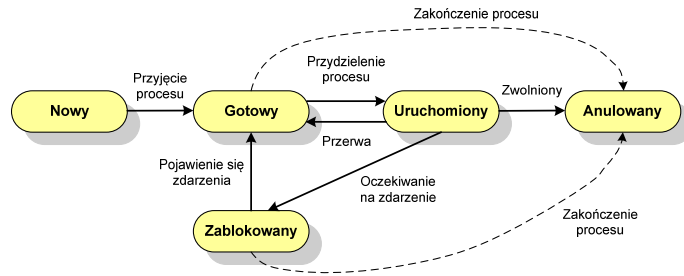 Zakończenie procesu
Przyjęcie
procesu
Przydzielenie
procesu
Zwolniony
Nowy
Gotowy
Uruchomiony
Anulowany
Przerwa
Pojawienie się
zdarzenia
Oczekiwanie
na zdarzenie
Zablokowany
Zakończenie
procesu